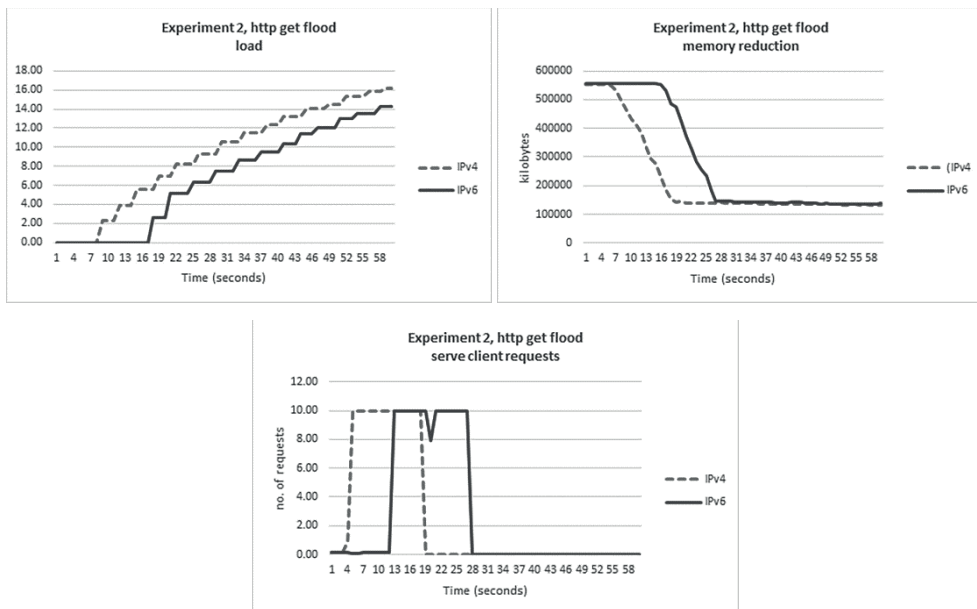 Experiment 2, http get flood
load
18.00
16.00
14.00
12.00
10.00
8.00
6.00
4.00
2.00
0.00
1 4 7 10 13 16 19 22 25 28 31 34 37 40 43 46 49 52 55 58
Time (seconds)
IPv4
IPv6
Experiment 2, http get flood
memory reduction
kilobytes
600000
500000
400000
300000
200000
100000
0
1 4 7 10 13 16 19 22 25 28 31 34 37 40 43 46 49 52 55 58
Time (seconds)
(IPv4
IPv6
Experiment 2, http get flood
serve client requests
no. of requests
12.00
10.00
8.00
6.00
4.00
2.00
0.00
1 4 7 10 13 16 19 22 25 28 31 34 37 40 43 46 49 52 55 58
Time (seconds)
IPv4
IPv6